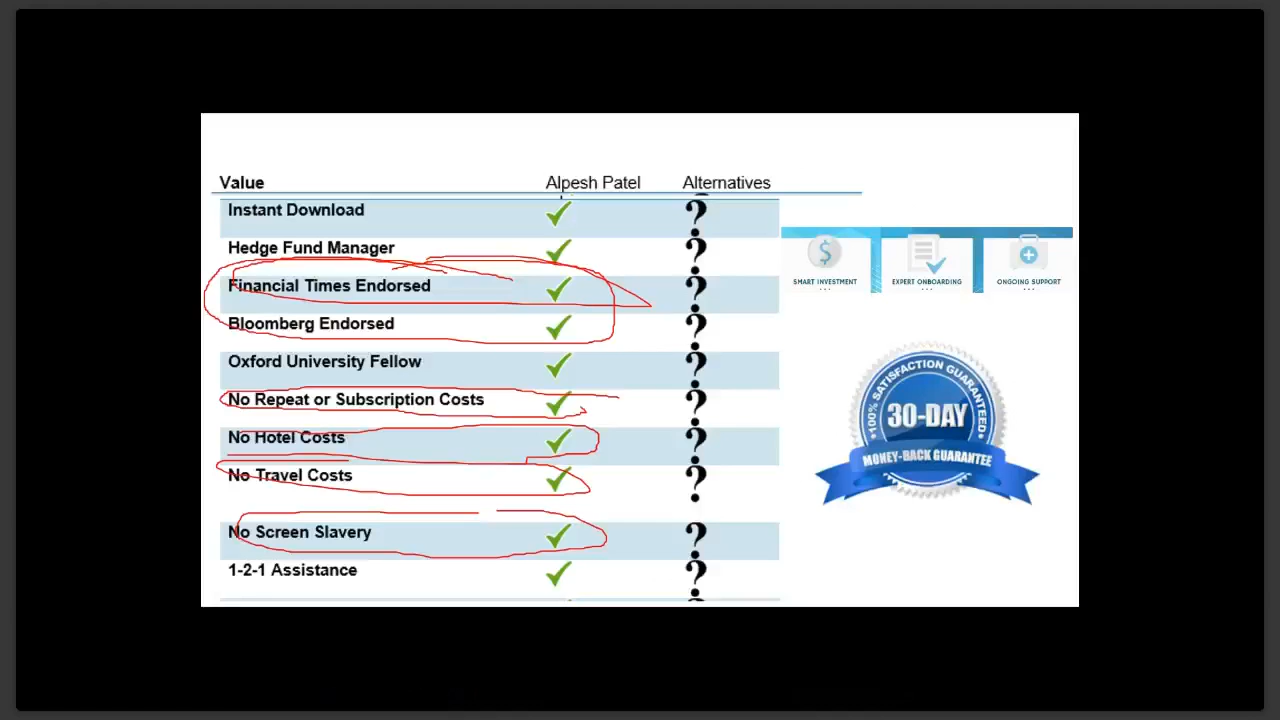 Value Alpesh Patel Alternatives
Instant Download ?
Hedge Fund Manager ?
Financial Times Endorsed ?
Bloomberg Endorsed ?
Oxford University Fellow ?
No Repeat or Subscription Costs ?
No Hotel Costs ?
No Travel Costs ?
No Screen Slavery ?
1-2-1 Assistance ?
$
SMART INVESTMENT
EXPERT ONBOARDING
ONGOING SUPPORT
100% SATISFACTION GUARANTEED
30-DAY
MONEY-BACK GUARANTEE